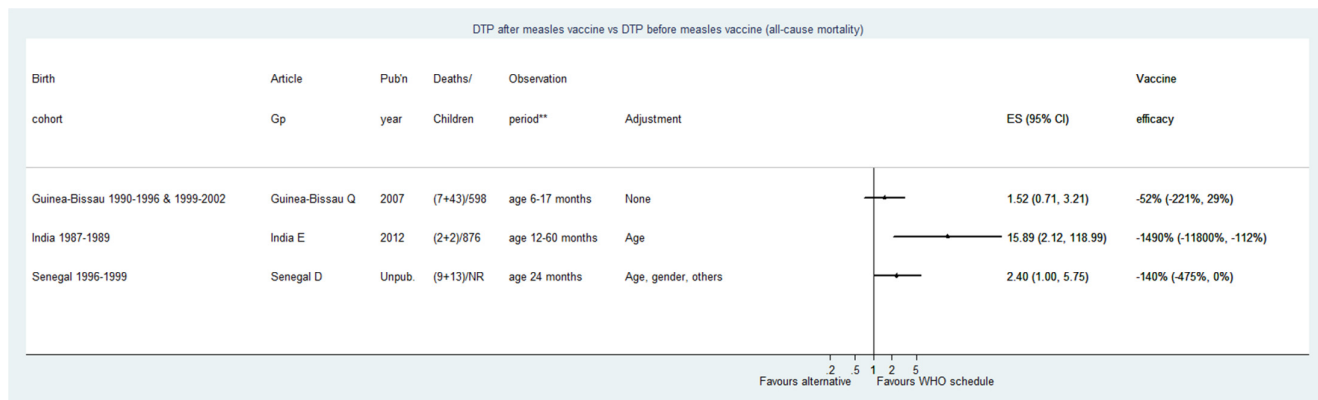 DTP after measles vaccine vs DTP before measles vaccine (all-cause mortality)
Birth Article Pub'n Deaths/ Observation Vaccine
cohort Gp year Children period** Adjustment ES (95% CI) efficacy
Guinea-Bissau 1990-1996 & 1999-2002 Guinea-Bissau Q 2007 (7+43)/598 age 6-17 months None 1.52 (0.71, 3.21) -52% (-221%, 29%)
India 1987-1989 India E 2012 (2+2)/876 age 12-60 months Age 15.89 (2.12, 118.99) -1490% (-11800%, -112%)
Senegal 1996-1999 Senegal D Unpub. (9+13)/NR age 24 months Age, gender, others 2.40 (1.00, 5.75) -140% (-475%, 0%)
.2 .5 1 2 5
Favours alternative Favours WHO schedule